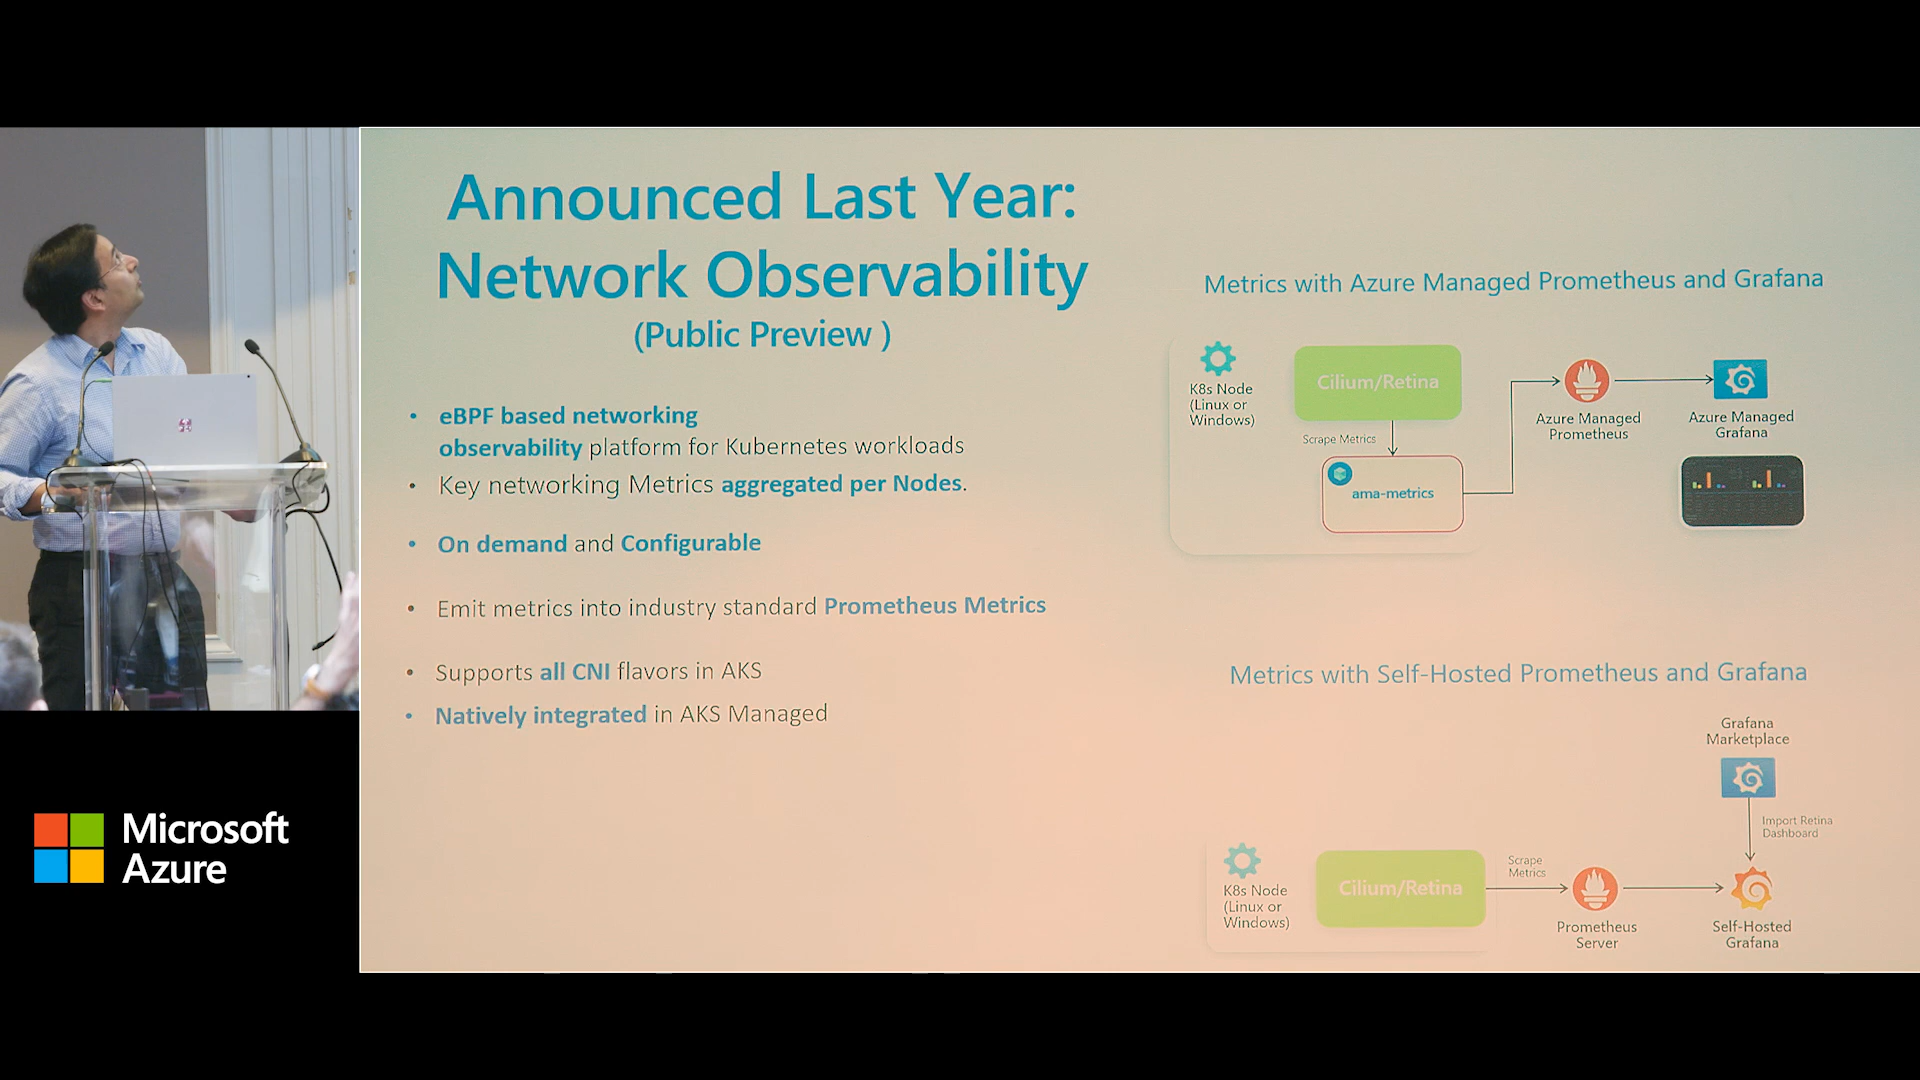 Announced Last Year:
Network Observability
(Public Preview )
• eBPF based networking
observability platform for Kubernetes workloads
• Key networking Metrics aggregated per Nodes.
• On demand and Configurable
• Emit metrics into industry standard Prometheus Metrics
• Supports all CNI flavors in AKS
• Natively integrated in AKS Managed
Metrics with Azure Managed Prometheus and Grafana
K8s Node
(Linux or
Windows)
Cilium/Retina
Scrape Metrics
ama-metrics
Azure Managed
Prometheus
Azure Managed
Grafana
Metrics with Self-Hosted Prometheus and Grafana
Grafana
Marketplace
Import Retina
Dashboard
K8s Node
(Linux or
Windows)
Cilium/Retina
Scrape
Metrics
Prometheus
Server
Self-Hosted
Grafana
Microsoft
Azure